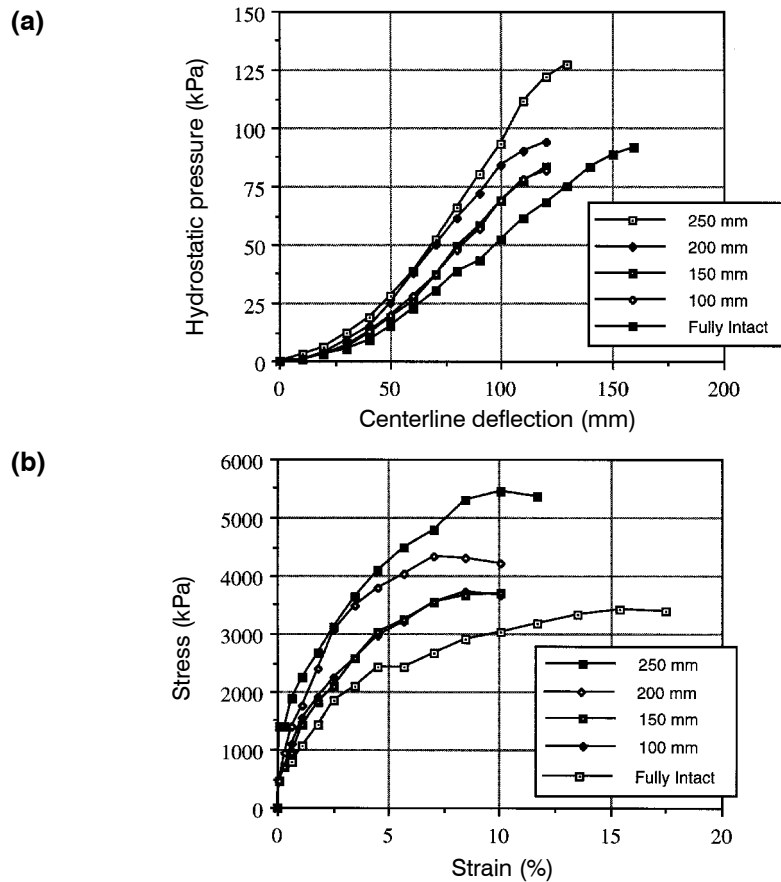 (a)
150
125
100
75
50
25
0
Hydrostatic pressure (kPa)
250 mm
200 mm
150 mm
100 mm
Fully Intact
0
50
100
150
200
Centerline deflection (mm)
(b)
6000
5000
4000
3000
2000
1000
0
Stress (kPa)
250 mm
200 mm
150 mm
100 mm
Fully Intact
0
5
10
15
20
Strain (%)